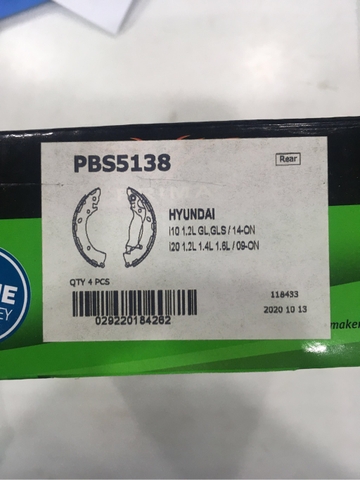 PBS5138
Rear
HYUNDAI
i10 1.2L GL,GLS / 14-ON
i20 1.2L 1.4L 1.6L / 09-ON
QTY 4 PCS
029220184262
118433
2020 10 13